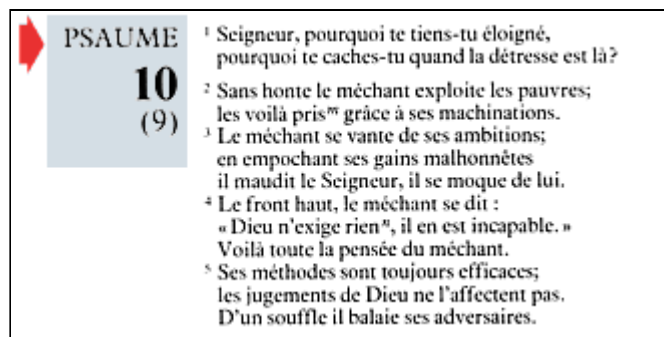 PSAUME
10
(9)
¹ Seigneur, pourquoi te tiens-tu éloigné,
pourquoi te caches-tu quand la détresse est là?
² Sans honte le méchant exploite les pauvres;
les voilà prisᵐ grâce à ses machinations.
³ Le méchant se vante de ses ambitions;
en empochant ses gains malhonnêtes
il maudit le Seigneur, il se moque de lui.
⁴ Le front haut, le méchant se dit :
« Dieu n'exige rienⁿ, il en est incapable. »
Voilà toute la pensée du méchant.
⁵ Ses méthodes sont toujours efficaces;
les jugements de Dieu ne l'affectent pas.
D'un souffle il balaie ses adversaires.